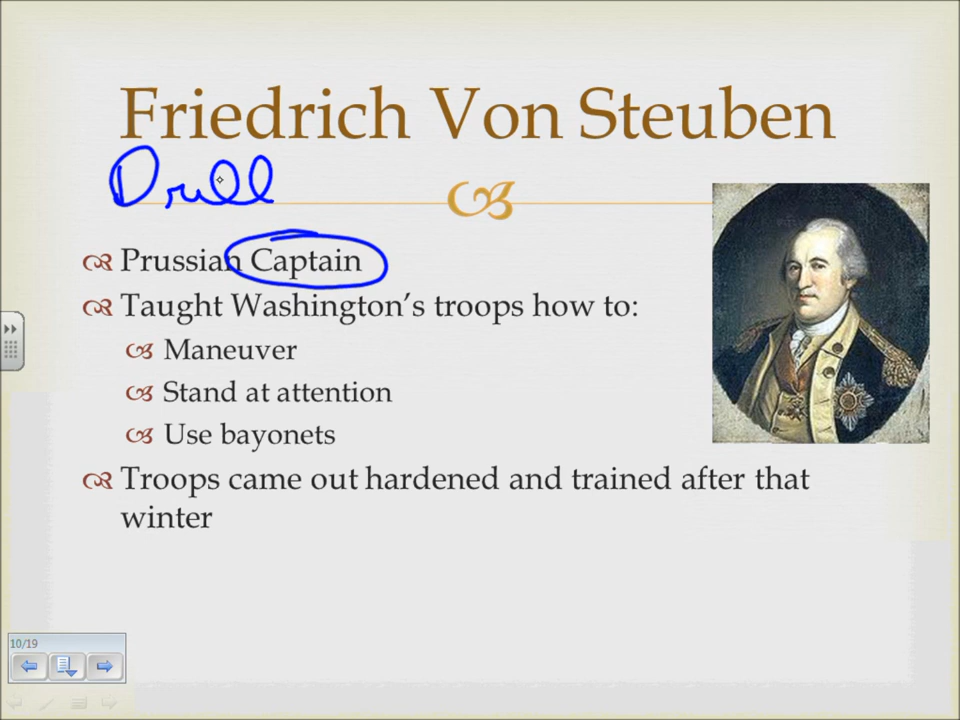 Friedrich Von Steuben
Drill
Prussian Captain
Taught Washington's troops how to:
Maneuver
Stand at attention
Use bayonets
Troops came out hardened and trained after that
winter
10/19